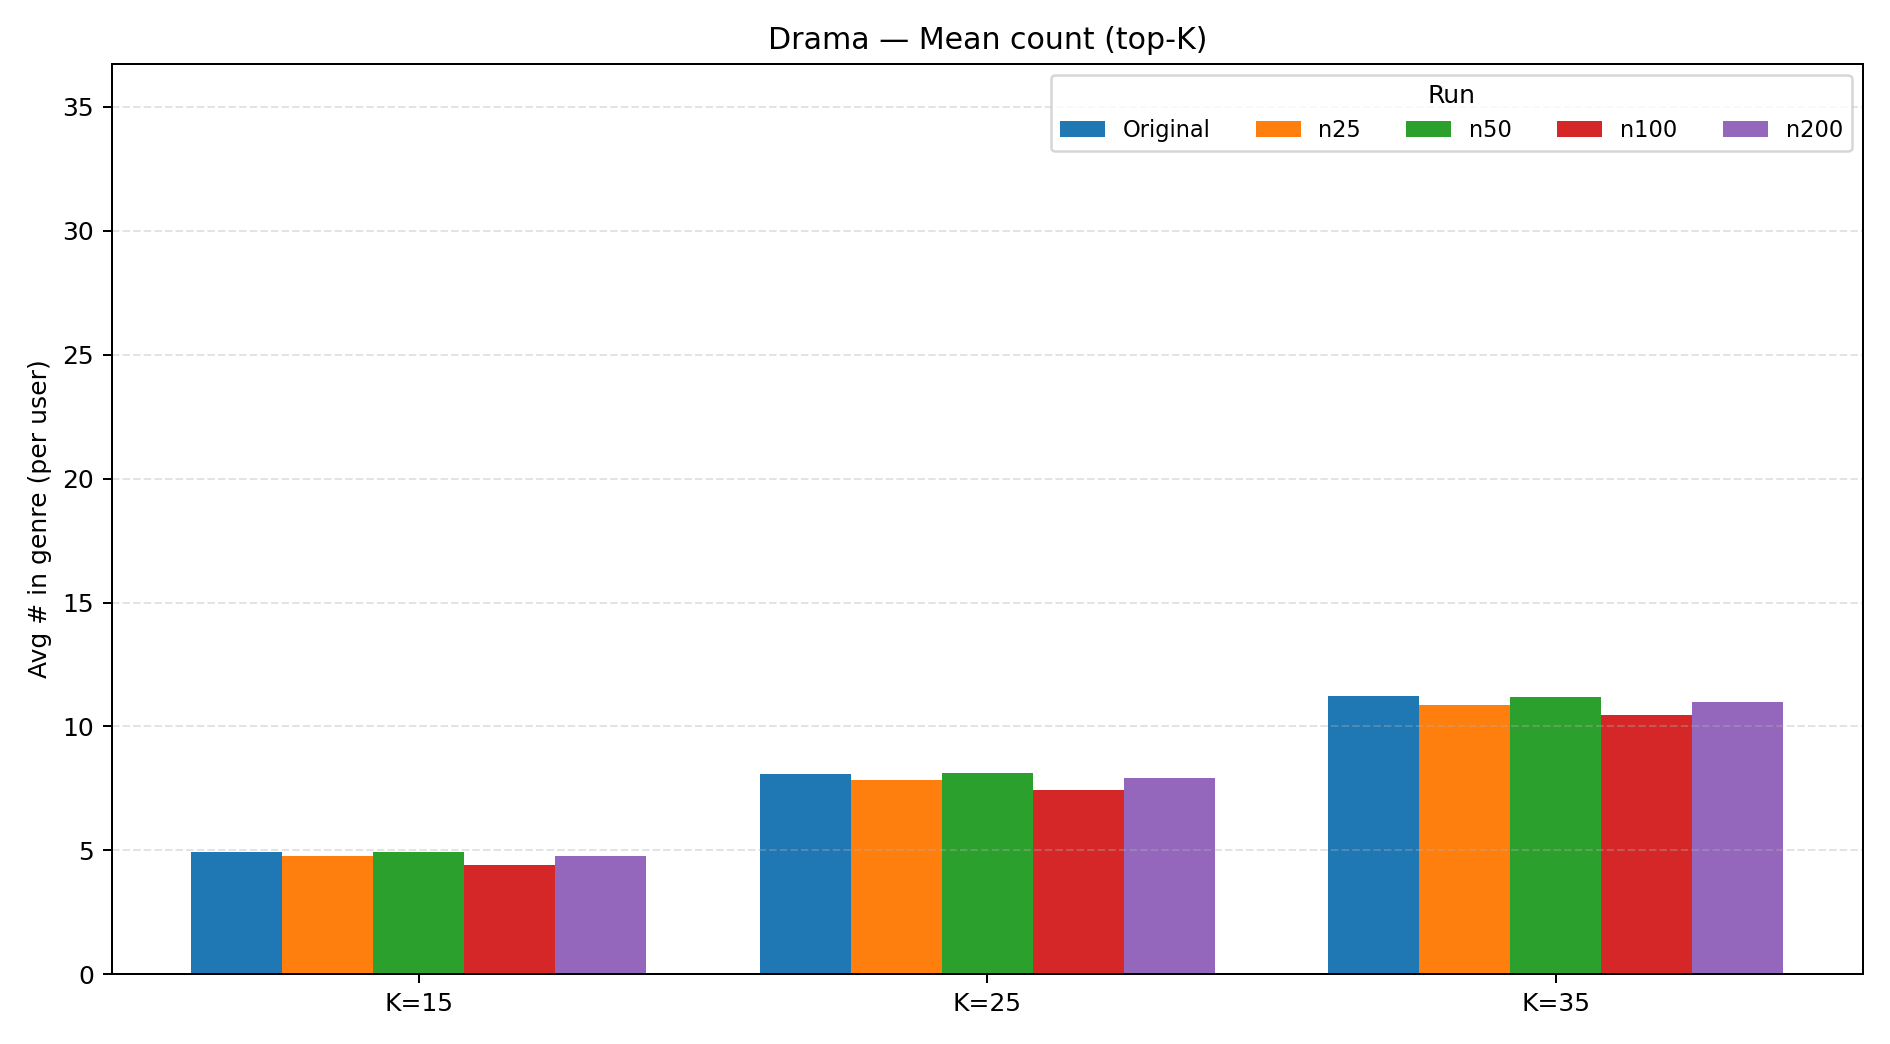 Drama — Mean count (top-K)
Run
Original n25 n50 n100 n200
Avg # in genre (per user)
35
30
25
20
15
10
5
0
K=15 K=25 K=35